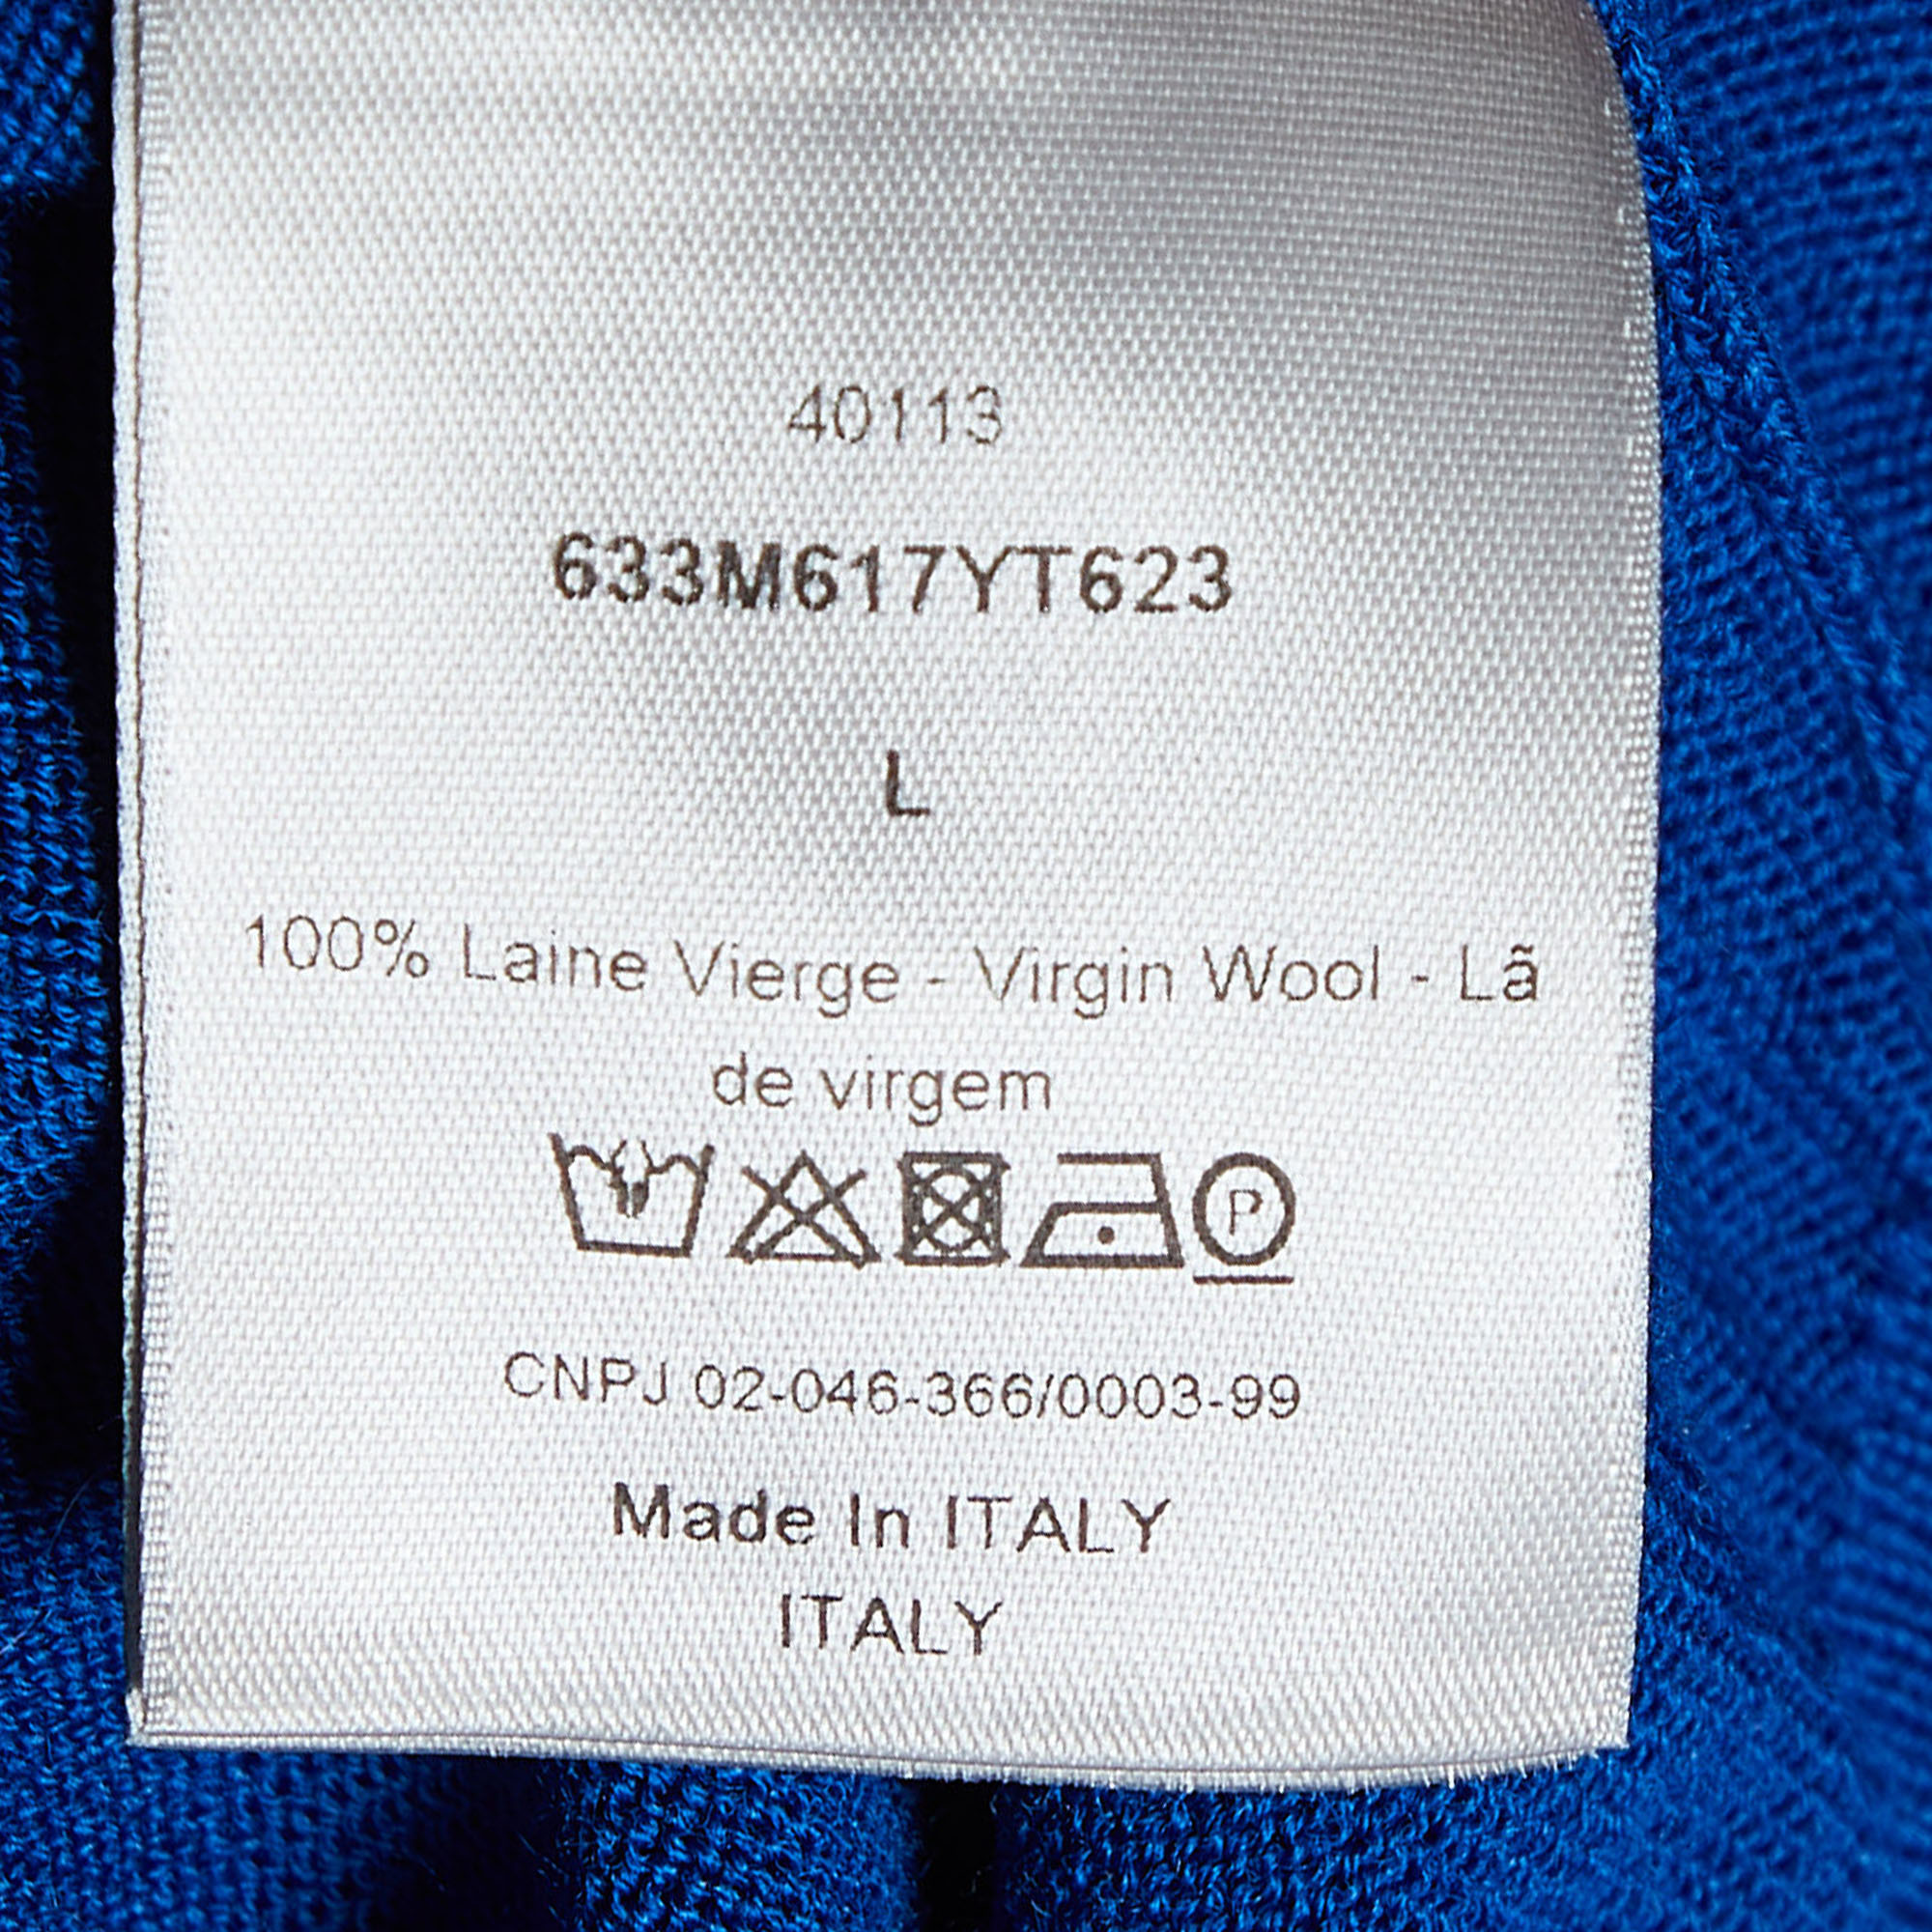 40113
633M617YT623
L
100% Laine Vierge - Virgin Wool - Lã
de virgem
P
CNPJ 02-046-366/0003-99
Made In ITALY
ITALY